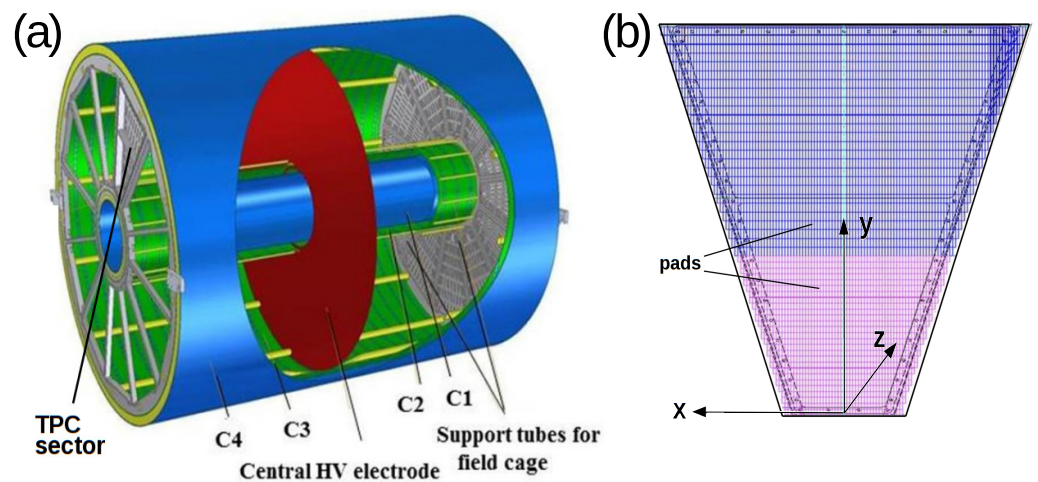 (a)
TPC
sector
C4
C3
C2
C1
Central HV electrode
Support tubes for
field cage
(b)
y
pads
z
x